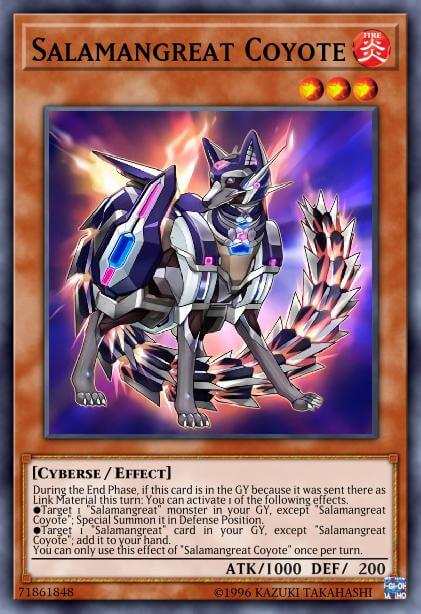 SALAMANGREAT COYOTE
FIRE
炎
[CYBERSE / EFFECT]
During the End Phase, if this card is in the GY because it was sent there as
Link Material this turn: You can activate 1 of the following effects.
●Target 1 "Salamangreat" monster in your GY, except "Salamangreat
Coyote"; Special Summon it in Defense Position.
●Target 1 "Salamangreat" card in your GY, except "Salamangreat
Coyote"; add it to your hand.
You can only use this effect of "Salamangreat Coyote" once per turn.
ATK/1000 DEF/ 200
71861848
©1996 KAZUKI TAKAHASHI